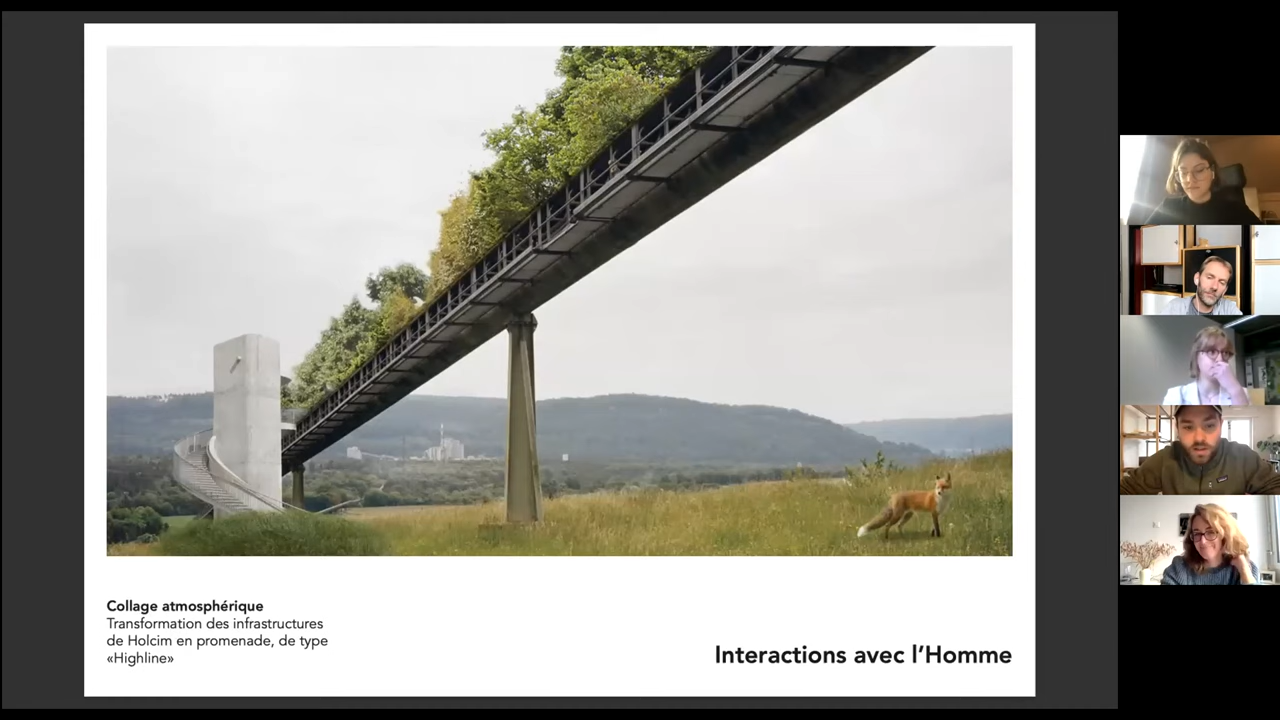 Collage atmosphérique
Transformation des infrastructures
de Holcim en promenade, de type
«Highline»
Interactions avec l’Homme